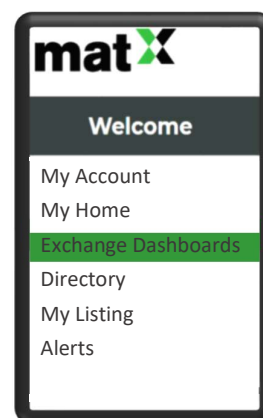 matX
Welcome
My Account
My Home
Exchange Dashboards
Directory
My Listing
Alerts